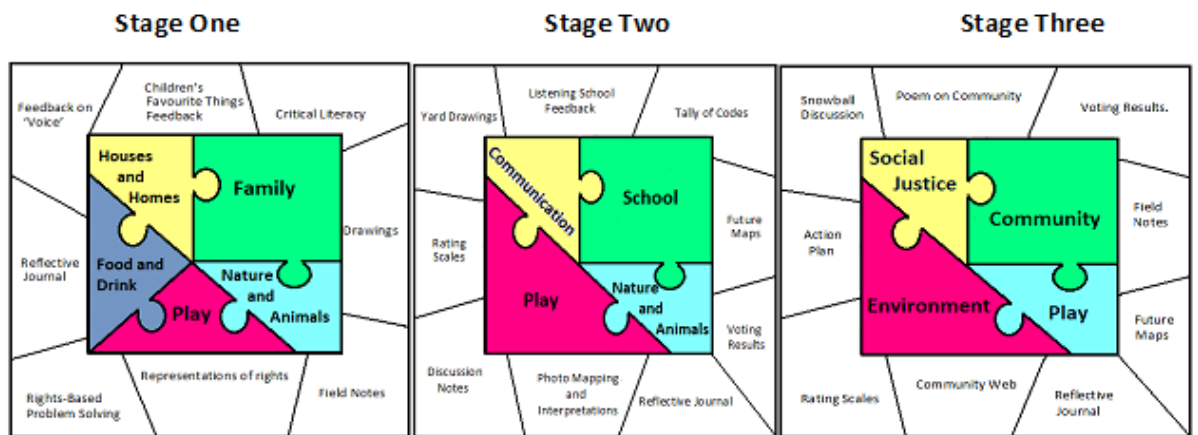 Stage One
Stage Two
Stage Three
Feedback on
"Voice"
Children's
Favourite Things
Feedback
Critical Literacy
Houses
and
Homes
Family
Drawings
Reflective
Journal
Food and
Drink
Play
Nature
and
Animals
Rights-Based
Problem Solving
Representations of rights
Field Notes
Yard Drawings
Listening School
Feedback
Tally of Codes
Communication
School
Future
Maps
Rating
Scales
Play
Nature
and
Animals
Voting
Results
Discussion
Notes
Photo Mapping
and
Interpretations
Reflective Journal
Snowball
Discussion
Poem on Community
Voting Results.
Social
Justice
Community
Field
Notes
Action
Plan
Environment
Play
Future
Maps
Rating Scales
Community Web
Reflective
Journal